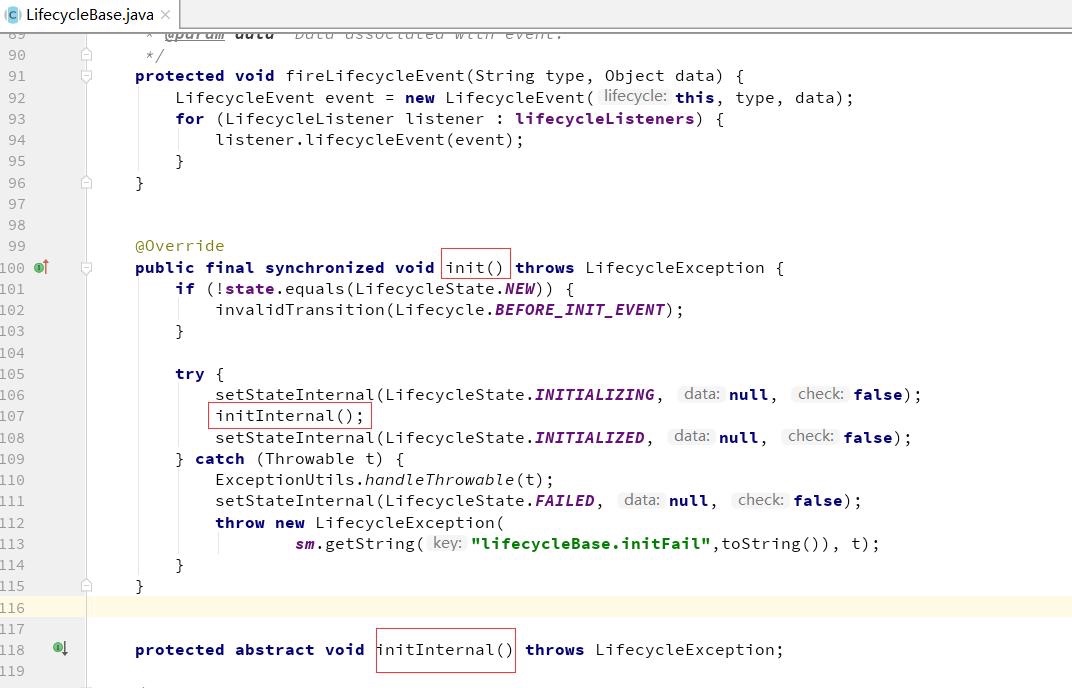 LifecycleBase.java
89 * @param data Data associated with event.
90 */
91 protected void fireLifecycleEvent(String type, Object data) {
92 LifecycleEvent event = new LifecycleEvent( lifecycle: this, type, data);
93 for (LifecycleListener listener : lifecycleListeners) {
94 listener.lifecycleEvent(event);
95 }
96 }
97
98
99 @Override
100 public final synchronized void init() throws LifecycleException {
101 if (!state.equals(LifecycleState.NEW)) {
102 invalidTransition(Lifecycle.BEFORE_INIT_EVENT);
103 }
104
105 try {
106 setStateInternal(LifecycleState.INITIALIZING, data: null, check: false);
107 initInternal();
108 setStateInternal(LifecycleState.INITIALIZED, data: null, check: false);
109 } catch (Throwable t) {
110 ExceptionUtils.handleThrowable(t);
111 setStateInternal(LifecycleState.FAILED, data: null, check: false);
112 throw new LifecycleException(
113 sm.getString( key: "lifecycleBase.initFail",toString()), t);
114 }
115 }
116
117
118 protected abstract void initInternal() throws LifecycleException;
119